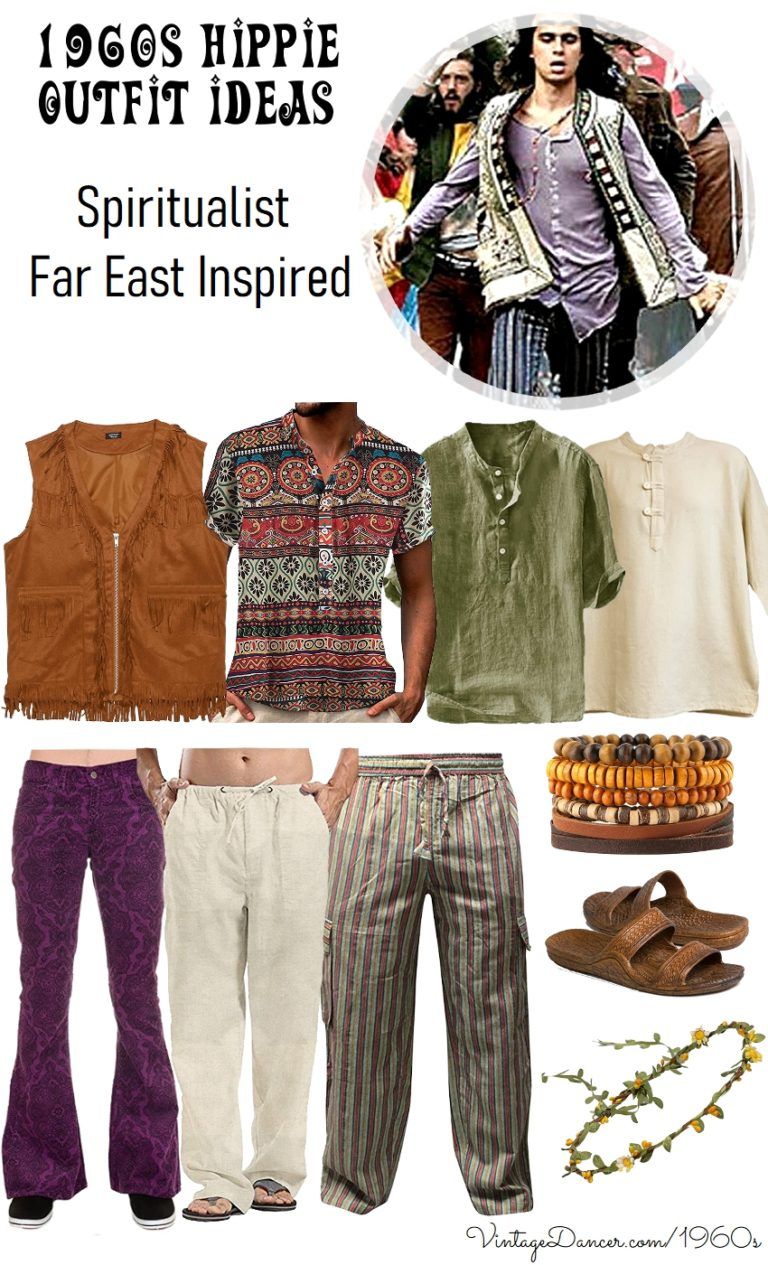 1960s HiPPiE
OUTFiT iDEAS
Spiritualist
Far East Inspired
VintageDancer.com/1960s